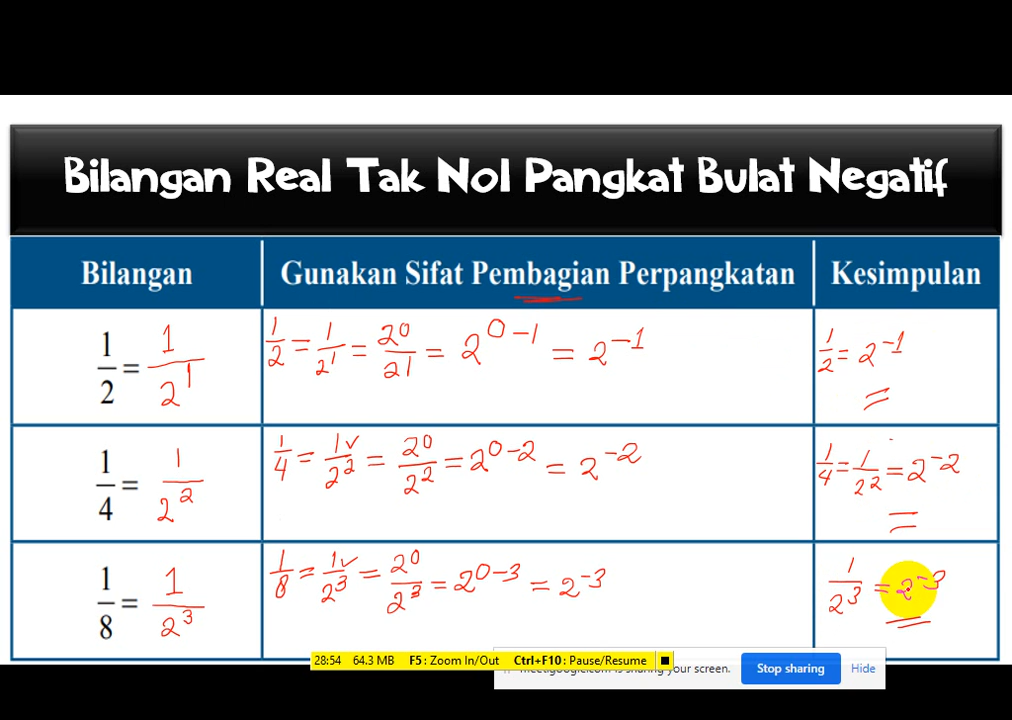 Bilangan Real Tak Nol Pangkat Bulat Negatif
Bilangan Gunakan Sifat Pembagian Perpangkatan Kesimpulan
1/2 = 1/2^1 1/2 = 1/2^1 = 2^0/2^1 = 2^0-1 = 2^-1 1/2 = 2^-1
1/4 = 1/2^2 1/4 = 1/2^2 = 2^0/2^2 = 2^0-2 = 2^-2 1/4 = 1/2^2 = 2^-2
1/8 = 1/2^3 1/8 = 1/2^3 = 2^0/2^3 = 2^0-3 = 2^-3 1/2^3 = 2^-3
28:54 64.3 MB F5: Zoom In/Out Ctrl+F10: Pause/Resume
is sharing your screen. Stop sharing Hide